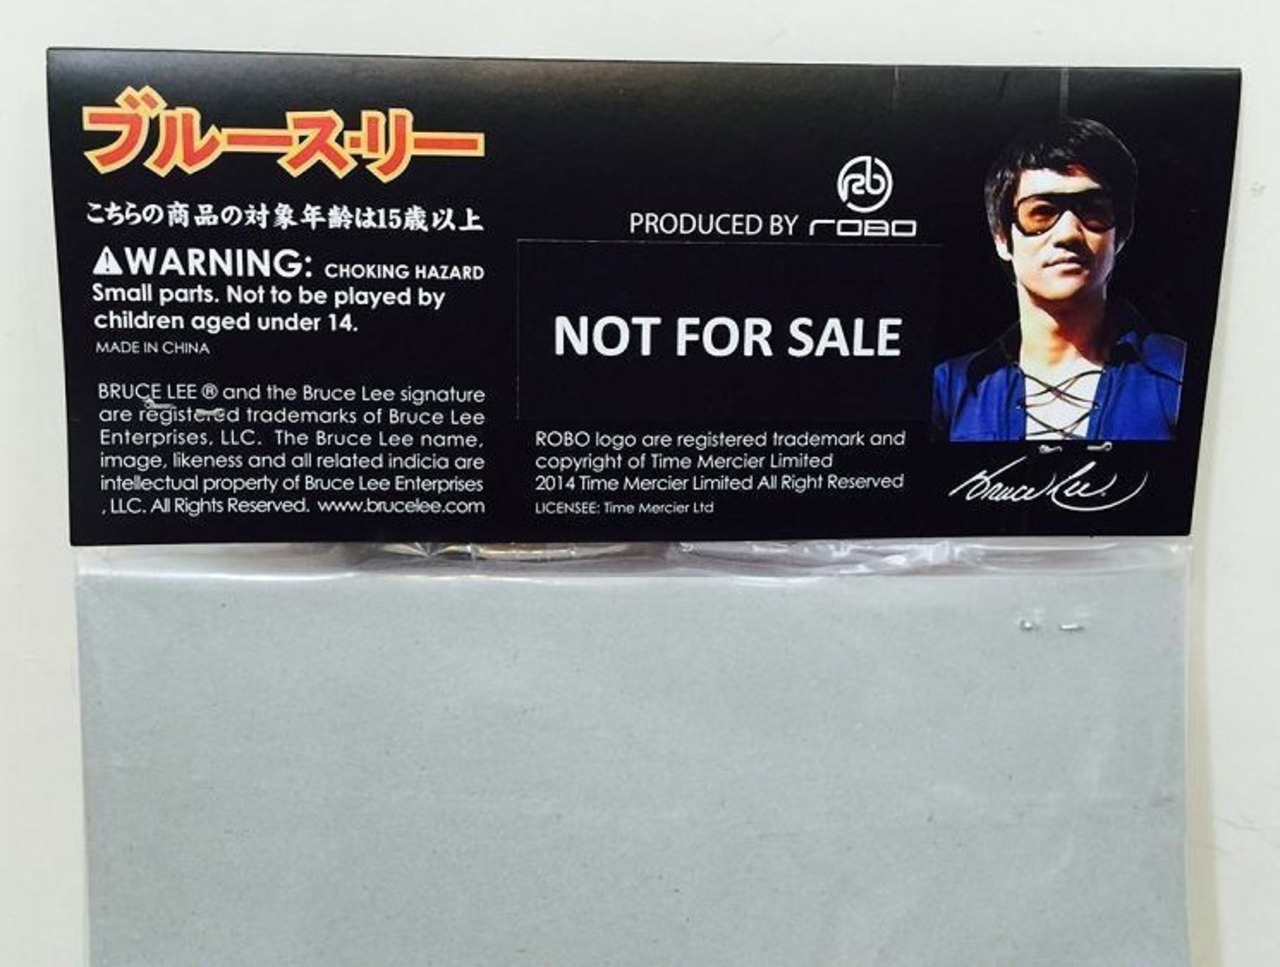 ブルース・リー
こちらの商品の対象年齢は15歳以上
WARNING: CHOKING HAZARD
Small parts. Not to be played by
children aged under 14.
MADE IN CHINA
BRUCE LEE ® and the Bruce Lee signature
are registered trademarks of Bruce Lee
Enterprises, LLC. The Bruce Lee name,
image, likeness and all related indicia are
intellectual property of Bruce Lee Enterprises
, LLC. All Rights Reserved. www.brucelee.com
rb
PRODUCED BY ROBO
NOT FOR SALE
ROBO logo are registered trademark and
copyright of Time Mercier Limited
2014 Time Mercier Limited All Right Reserved
LICENSEE: Time Mercier Ltd
Bruce Lee